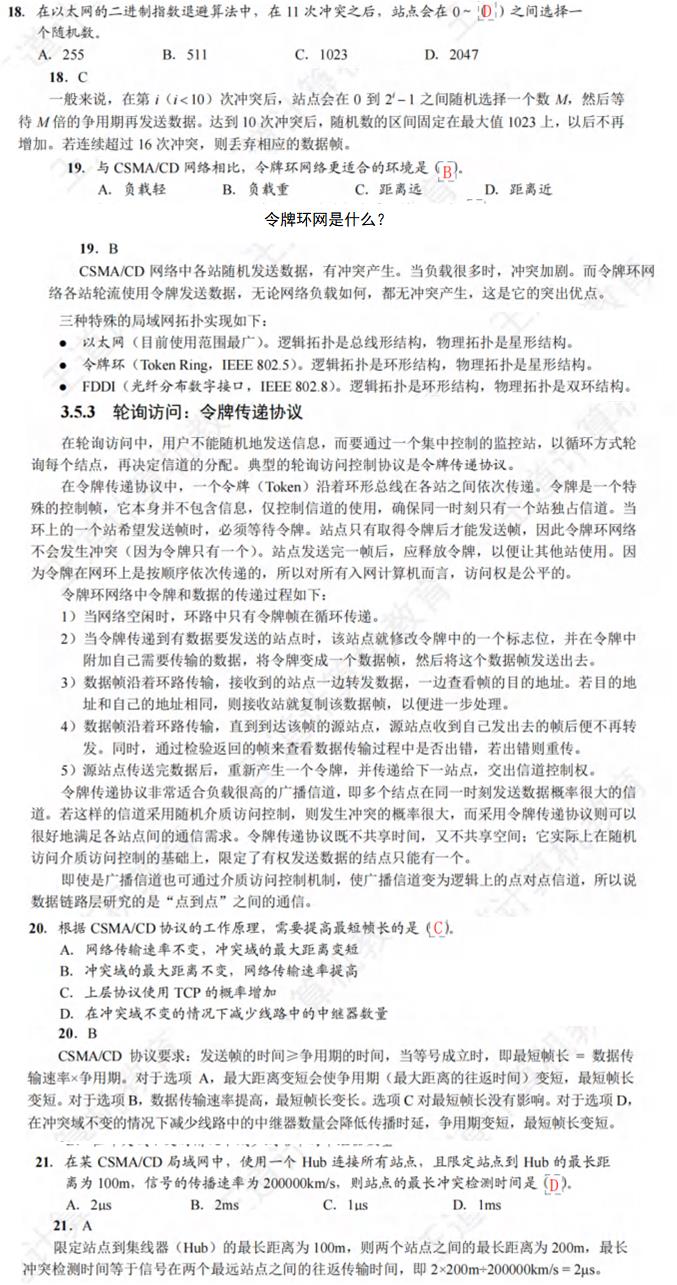 18. 在以太网的二进制指数退避算法中，在 11 次冲突之后，站点会在 0～(D) 之间选择一
个随机数。
A. 255 B. 511 C. 1023 D. 2047
18．C
一般来说，在第 i（i<10）次冲突后，站点会在 0 到 2ⁱ−1 之间随机选择一个数 M，然后等
待 M 倍的争用期再发送数据。达到 10 次冲突后，随机数的区间固定在最大值 1023 上，以后不再
增加。若连续超过 16 次冲突，则丢弃相应的数据帧。
19. 与 CSMA/CD 网络相比，令牌环网络更适合的环境是 (B)。
A. 负载轻 B. 负载重 C. 距离远 D. 距离近
令牌环网是什么?
19．B
CSMA/CD 网络中各站随机发送数据，有冲突产生。当负载很多时，冲突加剧。而令牌环网
络各站轮流使用令牌发送数据，无论网络负载如何，都无冲突产生，这是它的突出优点。
三种特殊的局域网拓扑实现如下：
● 以太网（目前使用范围最广）。逻辑拓扑是总线形结构，物理拓扑是星形结构。
● 令牌环（Token Ring，IEEE 802.5）。逻辑拓扑是环形结构，物理拓扑是星形结构。
● FDDI（光纤分布数字接口，IEEE 802.8）。逻辑拓扑是环形结构，物理拓扑是双环结构。
3.5.3 轮询访问：令牌传递协议
在轮询访问中，用户不能随机地发送信息，而要通过一个集中控制的监控站，以循环方式轮
询每个结点，再决定信道的分配。典型的轮询访问控制协议是令牌传递协议。
在令牌传递协议中，一个令牌（Token）沿着环形总线在各站之间依次传递。令牌是一个特
殊的控制帧，它本身并不包含信息，仅控制信道的使用，确保同一时刻只有一个站独占信道。当
环上的一个站希望发送帧时，必须等待令牌。站点只有取得令牌后才能发送帧，因此令牌环网络
不会发生冲突（因为令牌只有一个）。站点发送完一帧后，应释放令牌，以便让其他站使用。因
为令牌在网环上是按顺序依次传递的，所以对所有入网计算机而言，访问权是公平的。
令牌环网络中令牌和数据的传递过程如下：
1）当网络空闲时，环路中只有令牌帧在循环传递。
2）当令牌传递到有数据要发送的站点时，该站点就修改令牌中的一个标志位，并在令牌中
附加自己需要传输的数据，将令牌变成一个数据帧，然后将这个数据帧发送出去。
3）数据帧沿着环路传输，接收到的站点一边转发数据，一边查看帧的目的地址。若目的地
址和自己的地址相同，则接收站就复制该数据帧，以便进一步处理。
4）数据帧沿着环路传输，直到到达该帧的源站点，源站点收到自己发出去的帧后便不再转
发。同时，通过检验返回的帧来查看数据传输过程中是否出错，若出错则重传。
5）源站点传送完数据后，重新产生一个令牌，并传递给下一站点，交出信道控制权。
令牌传递协议非常适合负载很高的广播信道，即多个结点在同一时刻发送数据概率很大的信
道。若这样的信道采用随机介质访问控制，则发生冲突的概率很大，而采用令牌传递协议则可以
很好地满足各站点间的通信需求。令牌传递协议既不共享时间，又不共享空间；它实际上在随机
访问介质访问控制的基础上，限定了有权发送数据的结点只能有一个。
即使是广播信道也可通过介质访问控制机制，使广播信道变为逻辑上的点对点信道，所以说
数据链路层研究的是“点到点”之间的通信。
20. 根据 CSMA/CD 协议的工作原理，需要提高最短帧长的是 (C)。
A. 网络传输速率不变，冲突域的最大距离变短
B. 冲突域的最大距离不变，网络传输速率提高
C. 上层协议使用 TCP 的概率增加
D. 在冲突域不变的情况下减少线路中的中继器数量
20．B
CSMA/CD 协议要求：发送帧的时间≥争用期的时间，当等号成立时，即最短帧长 = 数据传
输速率×争用期。对于选项 A，最大距离变短会使争用期（最大距离的往返时间）变短，最短帧长
变短。对于选项 B，数据传输速率提高，最短帧长变长。选项 C 对最短帧长没有影响。对于选项 D，
在冲突域不变的情况下减少线路中的中继器数量会降低传播时延，争用期变短，最短帧长变短。
21. 在某 CSMA/CD 局域网中，使用一个 Hub 连接所有站点，且限定站点到 Hub 的最长距
离为 100m，信号的传播速率为 200000km/s，则站点的最长冲突检测时间是 (D)。
A. 2μs B. 2ms C. 1μs D. 1ms
21．A
限定站点到集线器（Hub）的最长距离为 100m，则两个站点之间的最长距离为 200m，最长
冲突检测时间等于信号在两个最远站点之间的往返传输时间，即 2×200m÷200000km/s = 2μs。